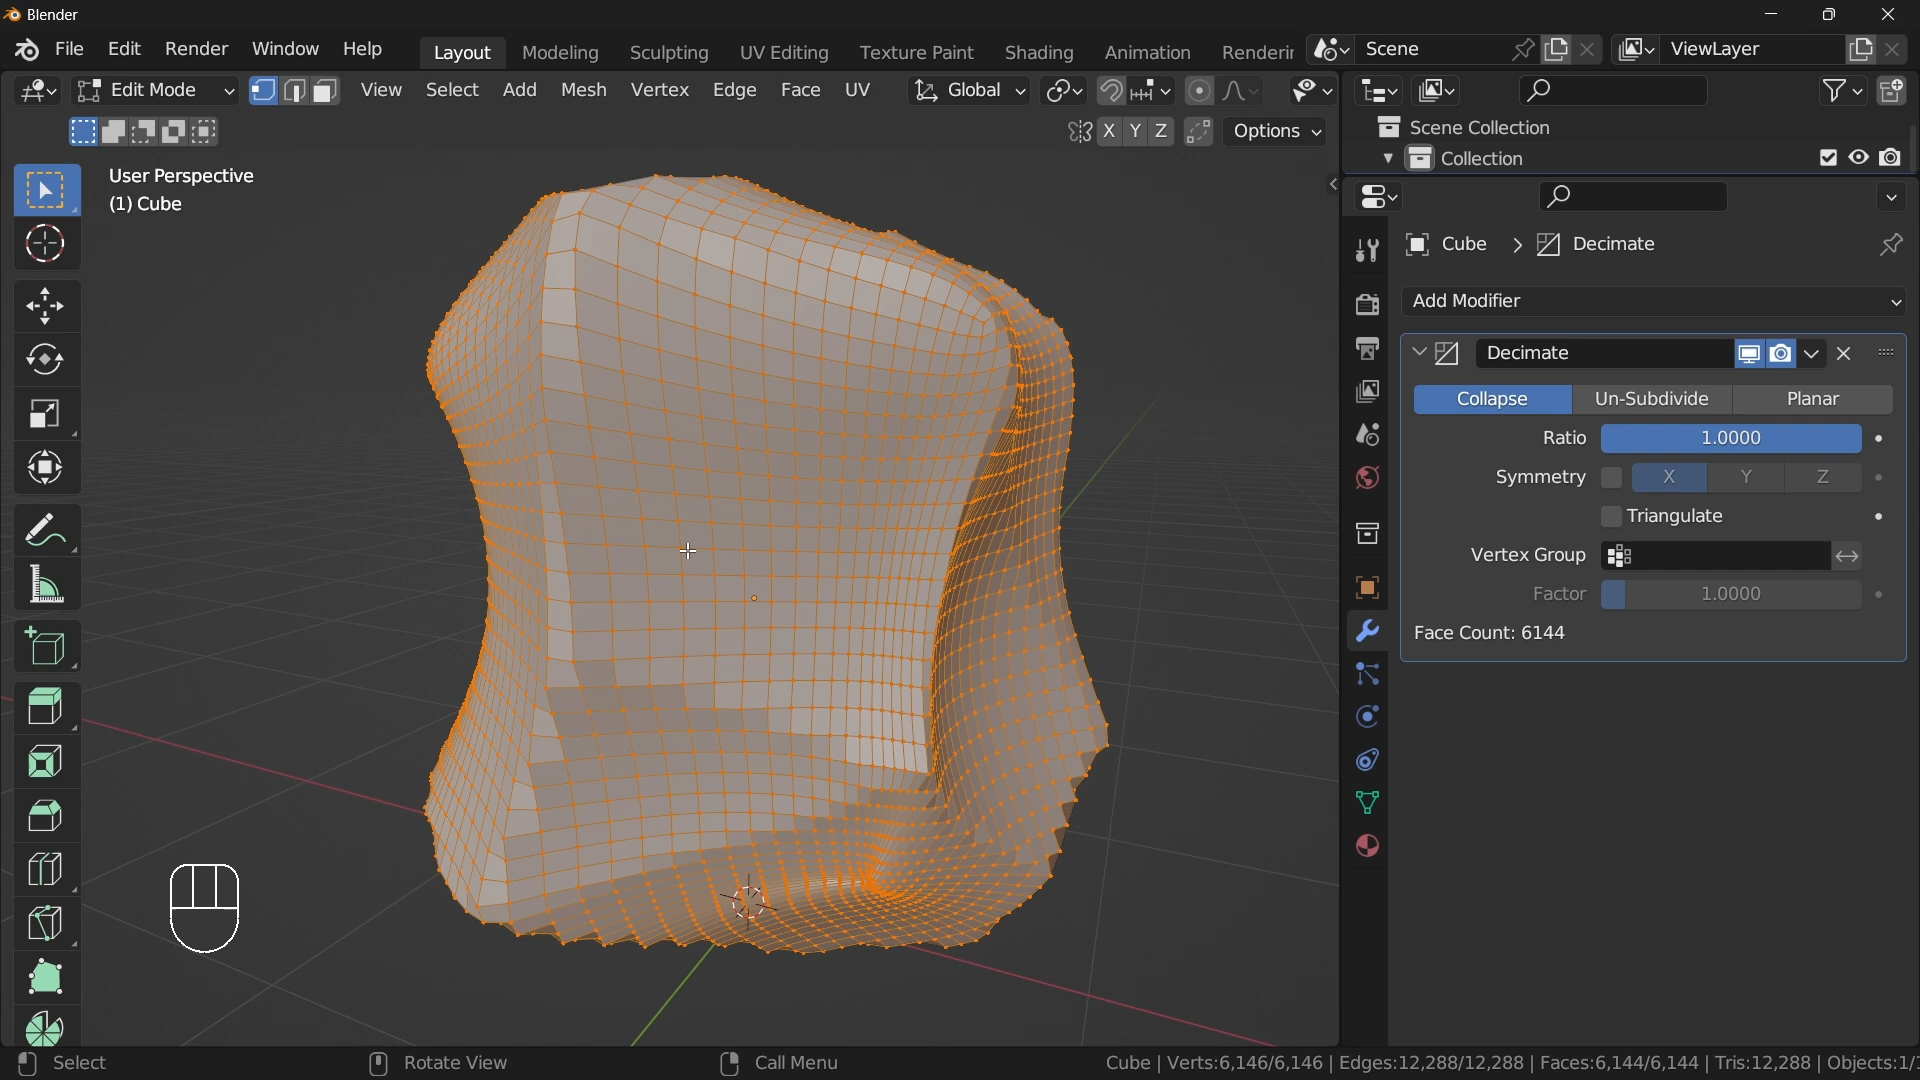 Blender
File Edit Render Window Help Layout Modeling Sculpting UV Editing Texture Paint Shading Animation Renderin Scene ViewLayer
Edit Mode View Select Add Mesh Vertex Edge Face UV Global
X Y Z Options
User Perspective
(1) Cube
Scene Collection
Collection
Cube > Decimate
Add Modifier
Decimate
Collapse Un-Subdivide Planar
Ratio 1.0000
Symmetry X Y Z
Triangulate
Vertex Group
Factor 1.0000
Face Count: 6144
Select Rotate View Call Menu Cube | Verts:6,146/6,146 | Edges:12,288/12,288 | Faces:6,144/6,144 | Tris:12,288 | Objects:1/